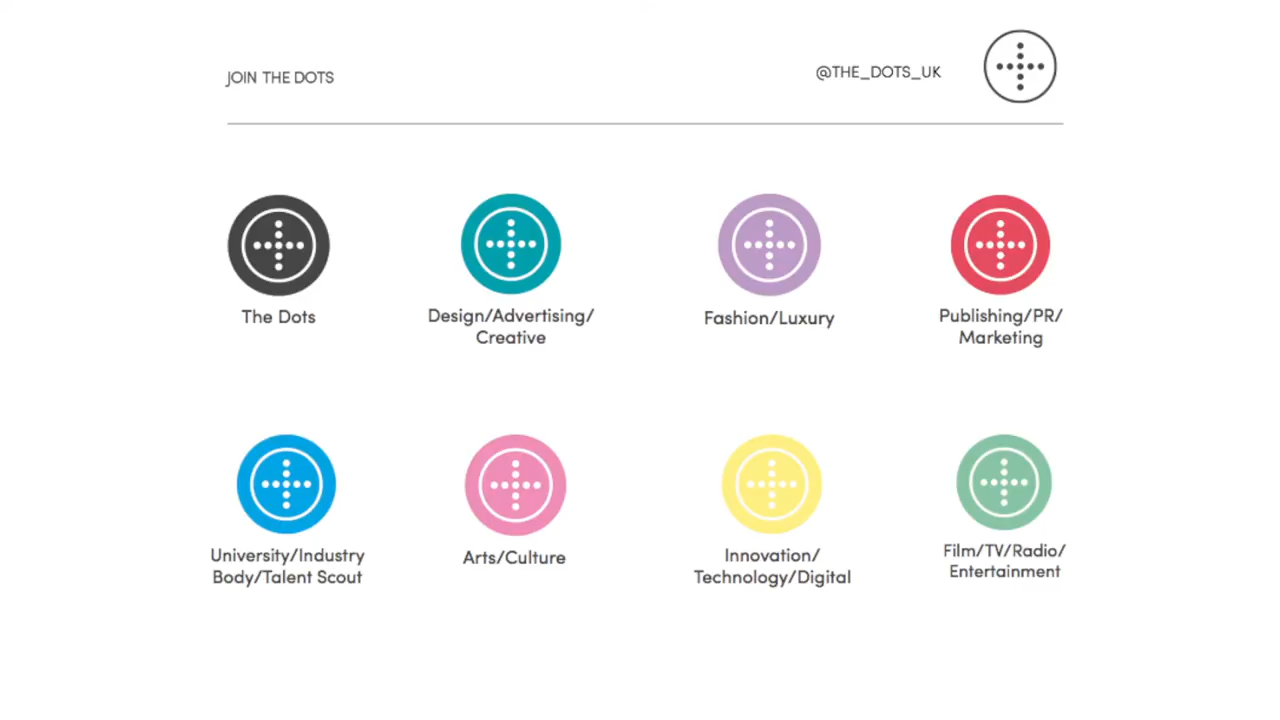 JOIN THE DOTS
@THE_DOTS_UK
The Dots
Design/Advertising/
Creative
Fashion/Luxury
Publishing/PR/
Marketing
University/Industry
Body/Talent Scout
Arts/Culture
Innovation/
Technology/Digital
Film/TV/Radio/
Entertainment